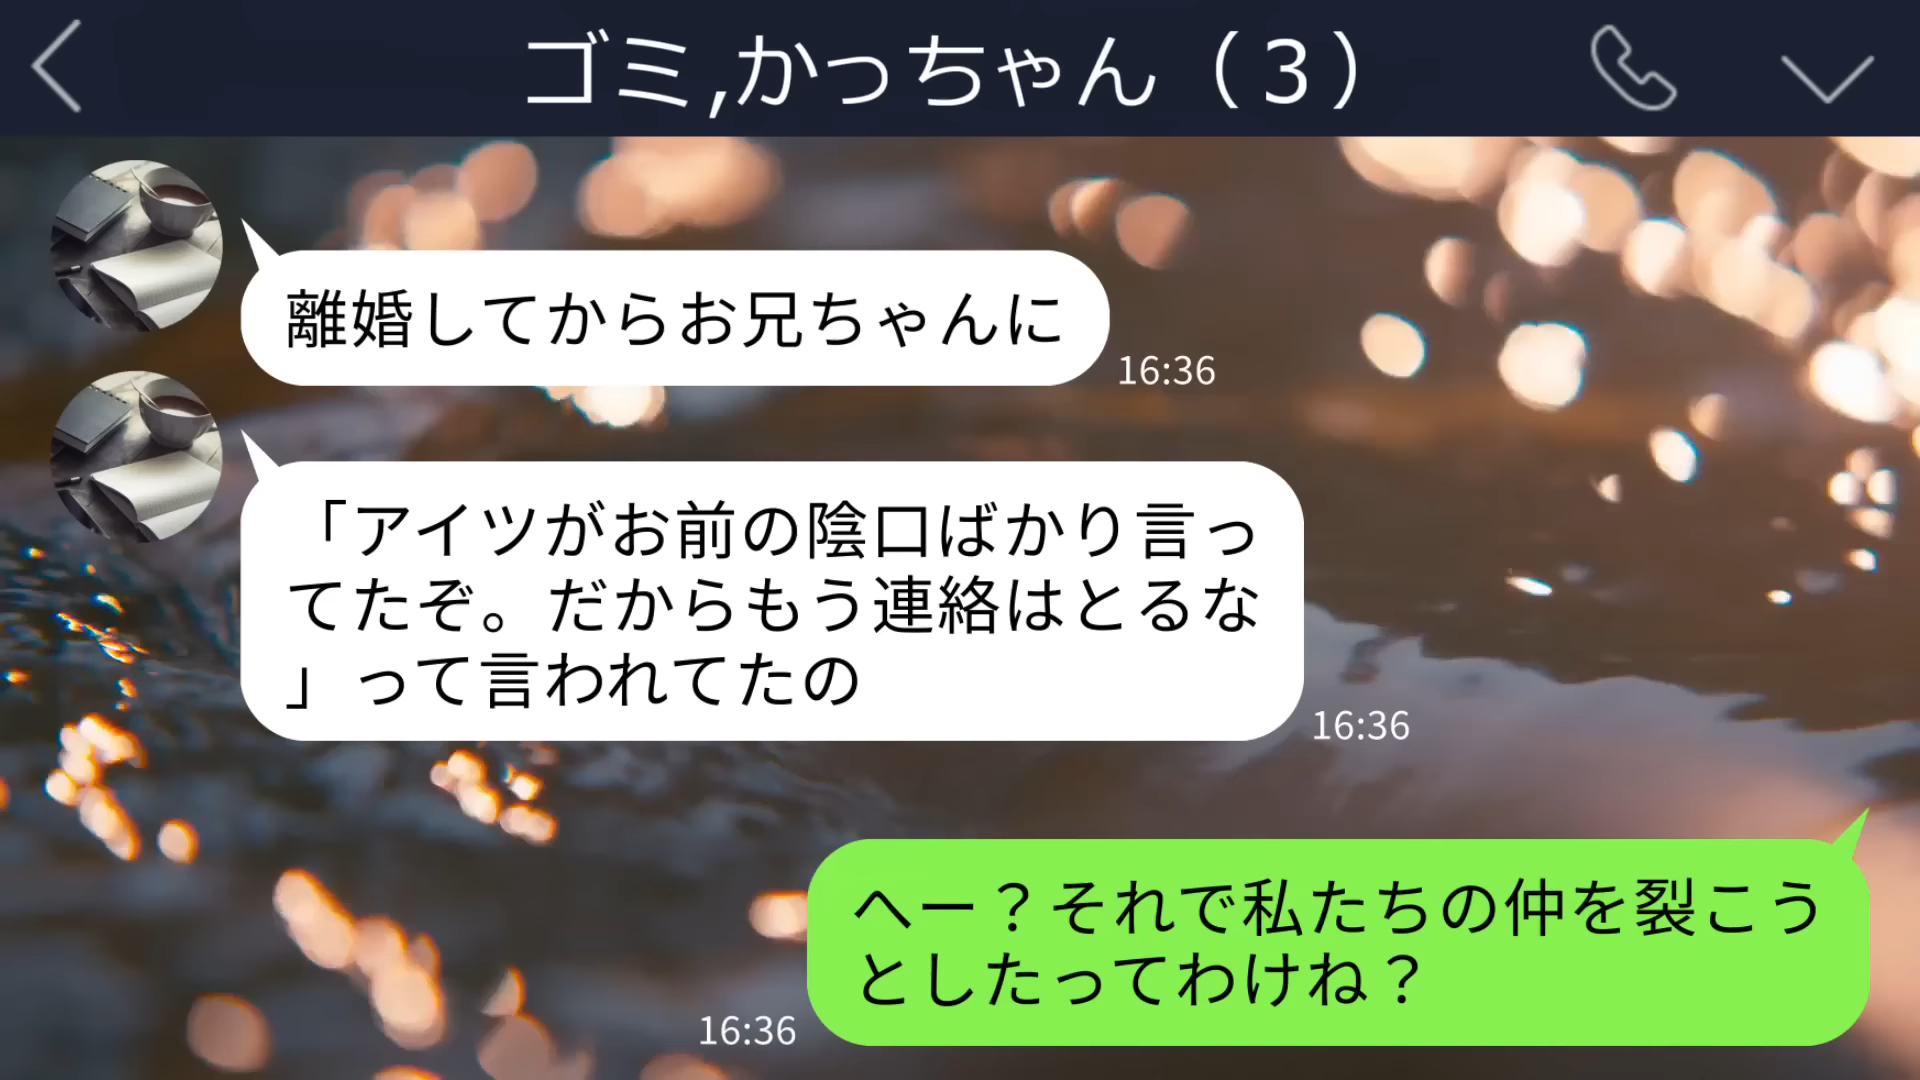 ゴミ,かっちゃん（3）
離婚してからお兄ちゃんに
16:36
「アイツがお前の陰口ばかり言っ
てたぞ。だからもう連絡はとるな
」って言われてたの
16:36
へー？それで私たちの仲を裂こう
としたってわけね？
16:36